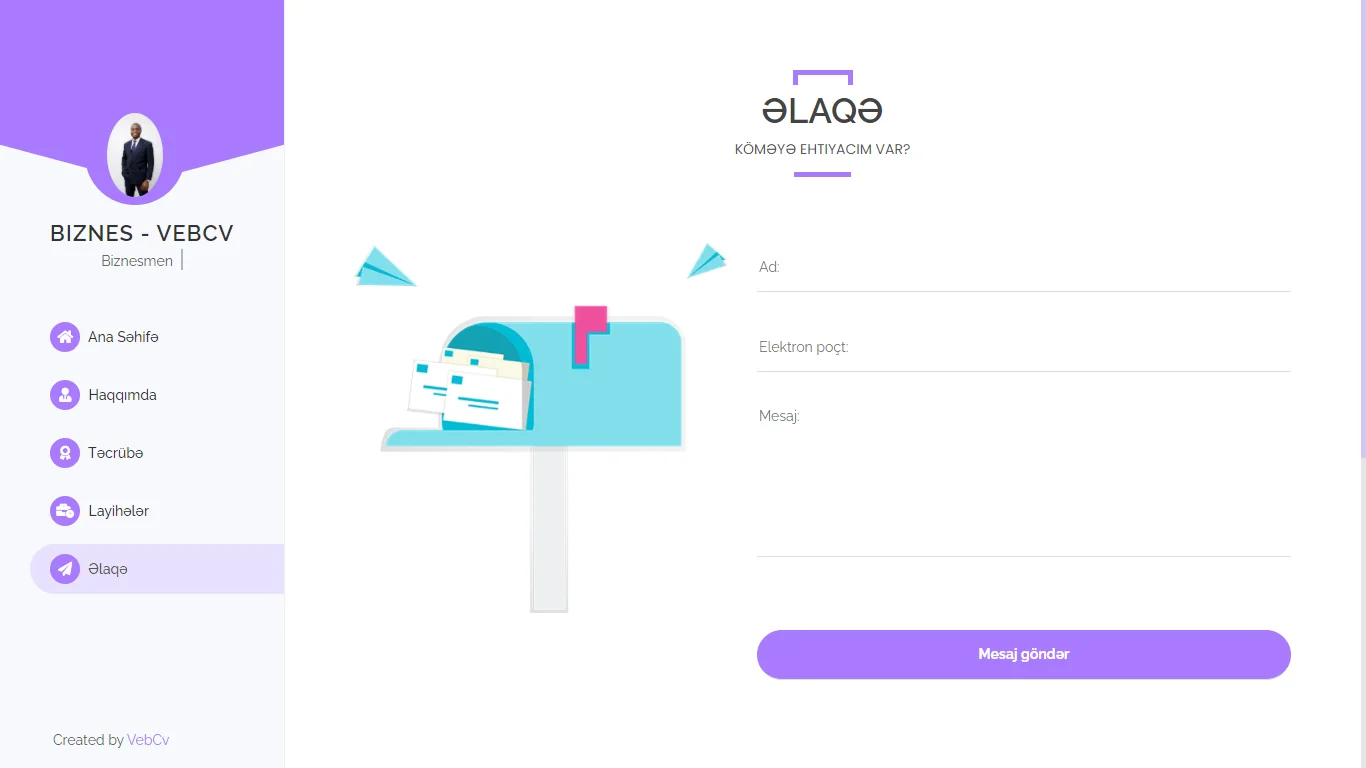 BIZNES - VEBCV
Biznesmen
Ana Səhifə
Haqqımda
Təcrübə
Layihələr
Əlaqə
Created by VebCv
ƏLAQƏ
KÖMƏYƏ EHTIYACIM VAR?
Ad:
Elektron poçt:
Mesaj:
Mesaj göndər